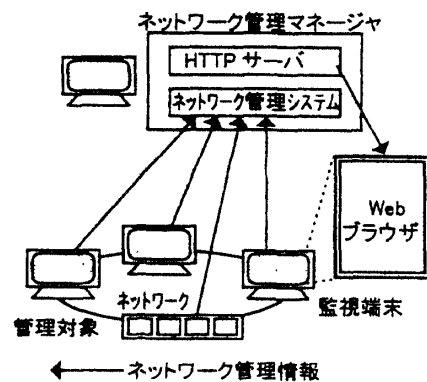 ネットワーク管理マネージャ
HTTP サーバ
ネットワーク管理システム
Web
ブラウザ
ネットワーク
管理対象
監視端末
ネットワーク管理情報